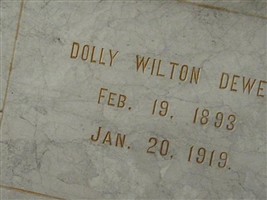 DOLLY WILTON DEWE
FEB. 19. 1893
JAN. 20. 1919.